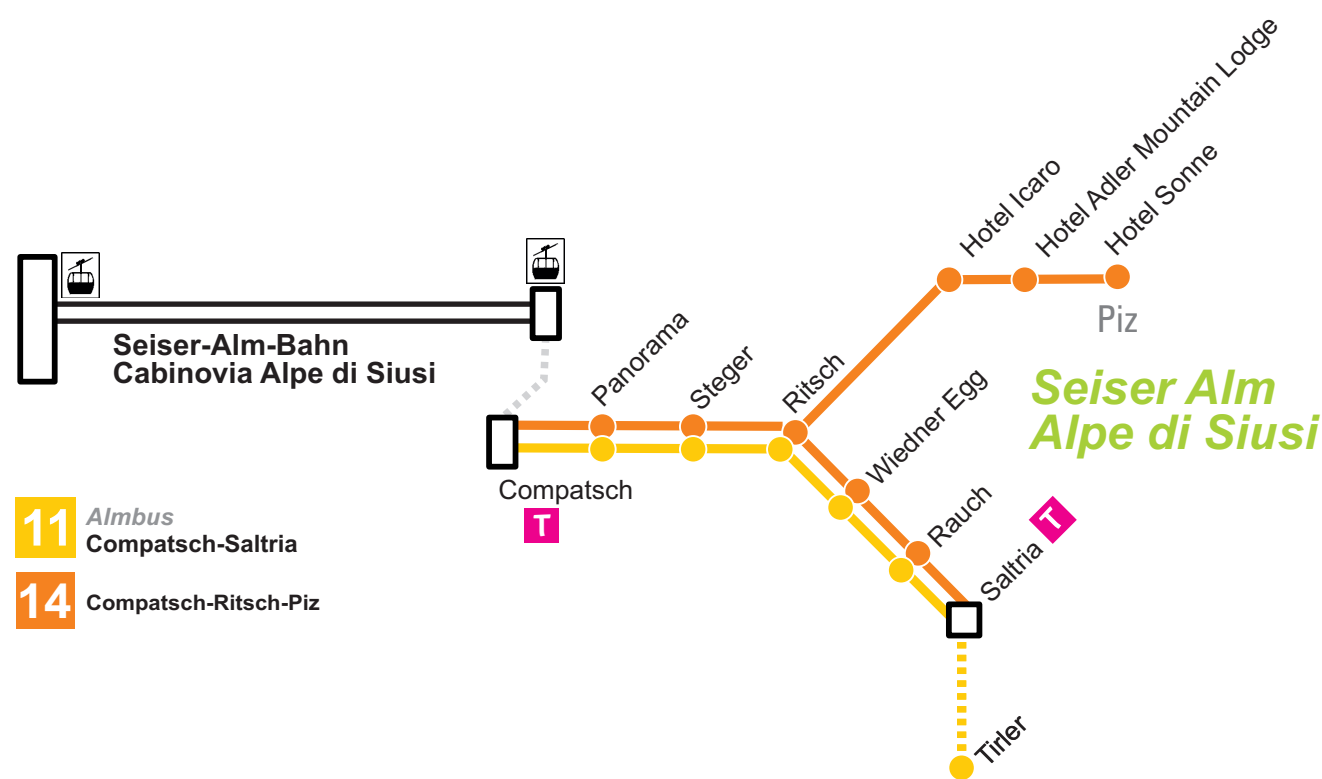 Hotel Icaro
Hotel Adler Mountain Lodge
Hotel Sonne
Piz
Seiser-Alm-Bahn
Cabinovia Alpe di Siusi
Panorama
Steger
Ritsch
Wiedner Egg
Rauch
Saltria
T
Seiser Alm
Alpe di Siusi
Compatsch
T
11
Almbus
Compatsch-Saltria
14
Compatsch-Ritsch-Piz
Tirler